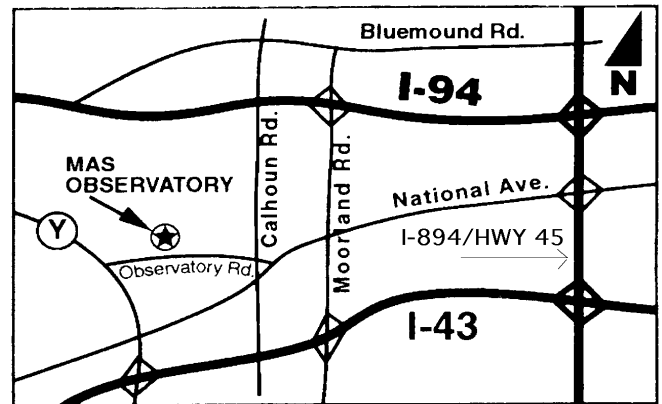 Bluemound Rd.
N
I-94
Calhoun Rd.
Moorland Rd.
MAS
OBSERVATORY
National Ave.
Y
I-894/HWY 45
Observatory Rd.
I-43